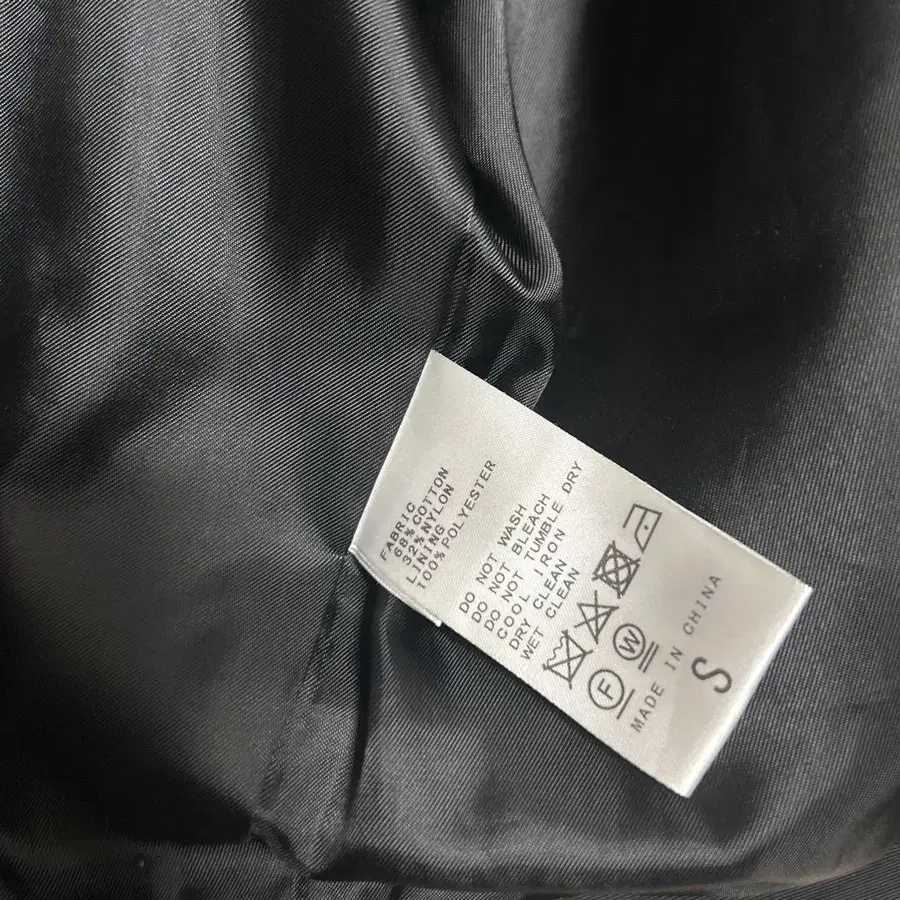 FABRIC
68%COTTON
32%NYLON
LINING
100%POLYESTER
DO NOT WASH
DO NOT BLEACH
DO NOT TUMBLE DRY
COOL IRON
DRY CLEAN
WET CLEAN
F W
MADE IN CHINA
S